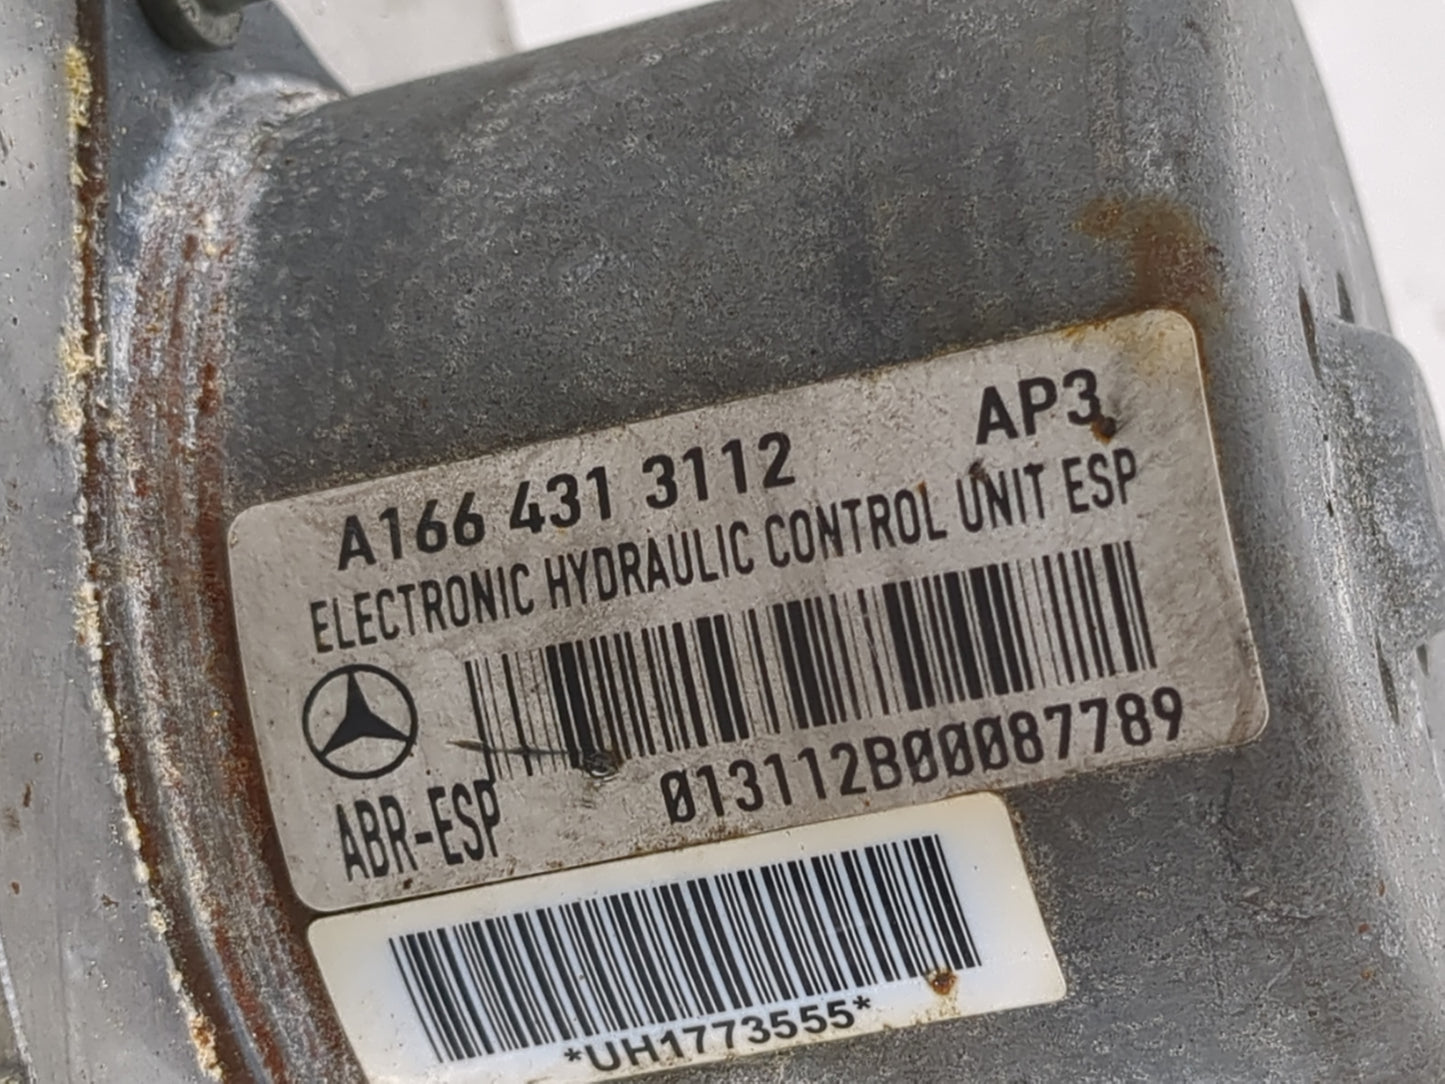 A166 431 3112 AP3
ELECTRONIC HYDRAULIC CONTROL UNIT ESP
ABR-ESP 013112B00087789
*UH1773555*